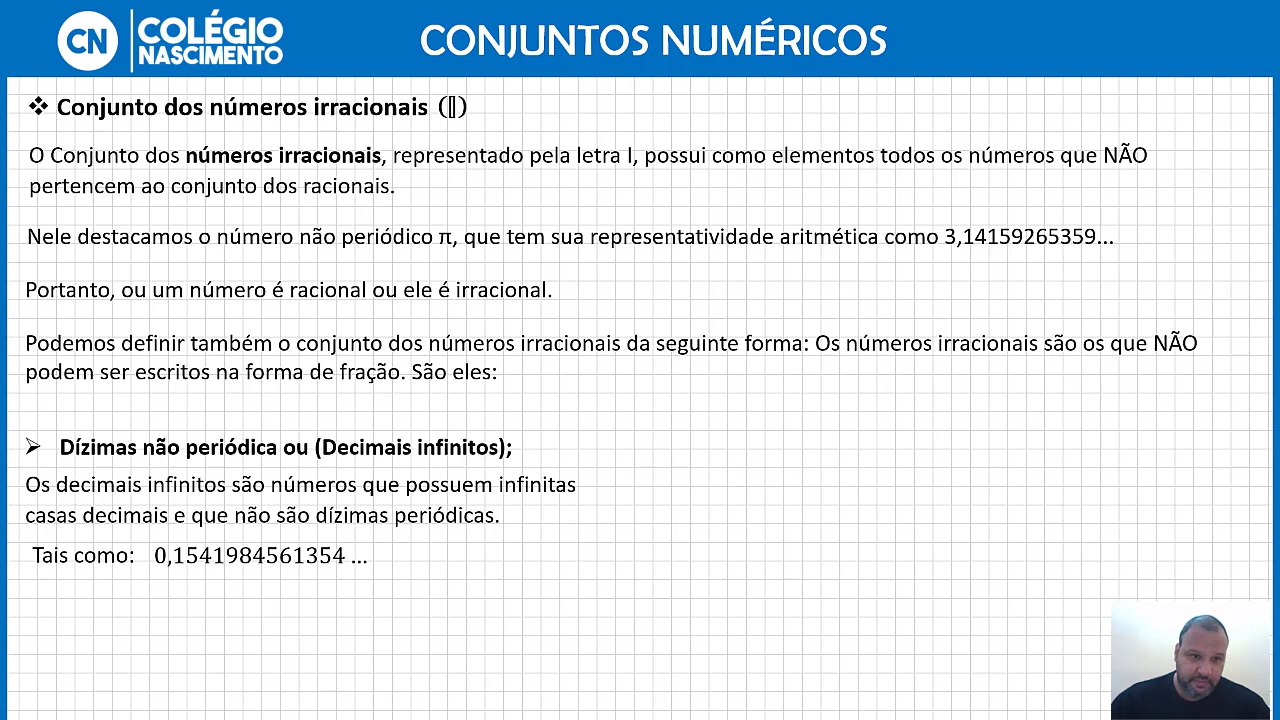 CN
COLÉGIO
NASCIMENTO
CONJUNTOS NUMÉRICOS
❖ Conjunto dos números irracionais (𝕀)
O Conjunto dos números irracionais, representado pela letra I, possui como elementos todos os números que NÃO
pertencem ao conjunto dos racionais.
Nele destacamos o número não periódico π, que tem sua representatividade aritmética como 3,14159265359...
Portanto, ou um número é racional ou ele é irracional.
Podemos definir também o conjunto dos números irracionais da seguinte forma: Os números irracionais são os que NÃO
podem ser escritos na forma de fração. São eles:
➢ Dízimas não periódica ou (Decimais infinitos);
Os decimais infinitos são números que possuem infinitas
casas decimais e que não são dízimas periódicas.
Tais como: 0,1541984561354 ...